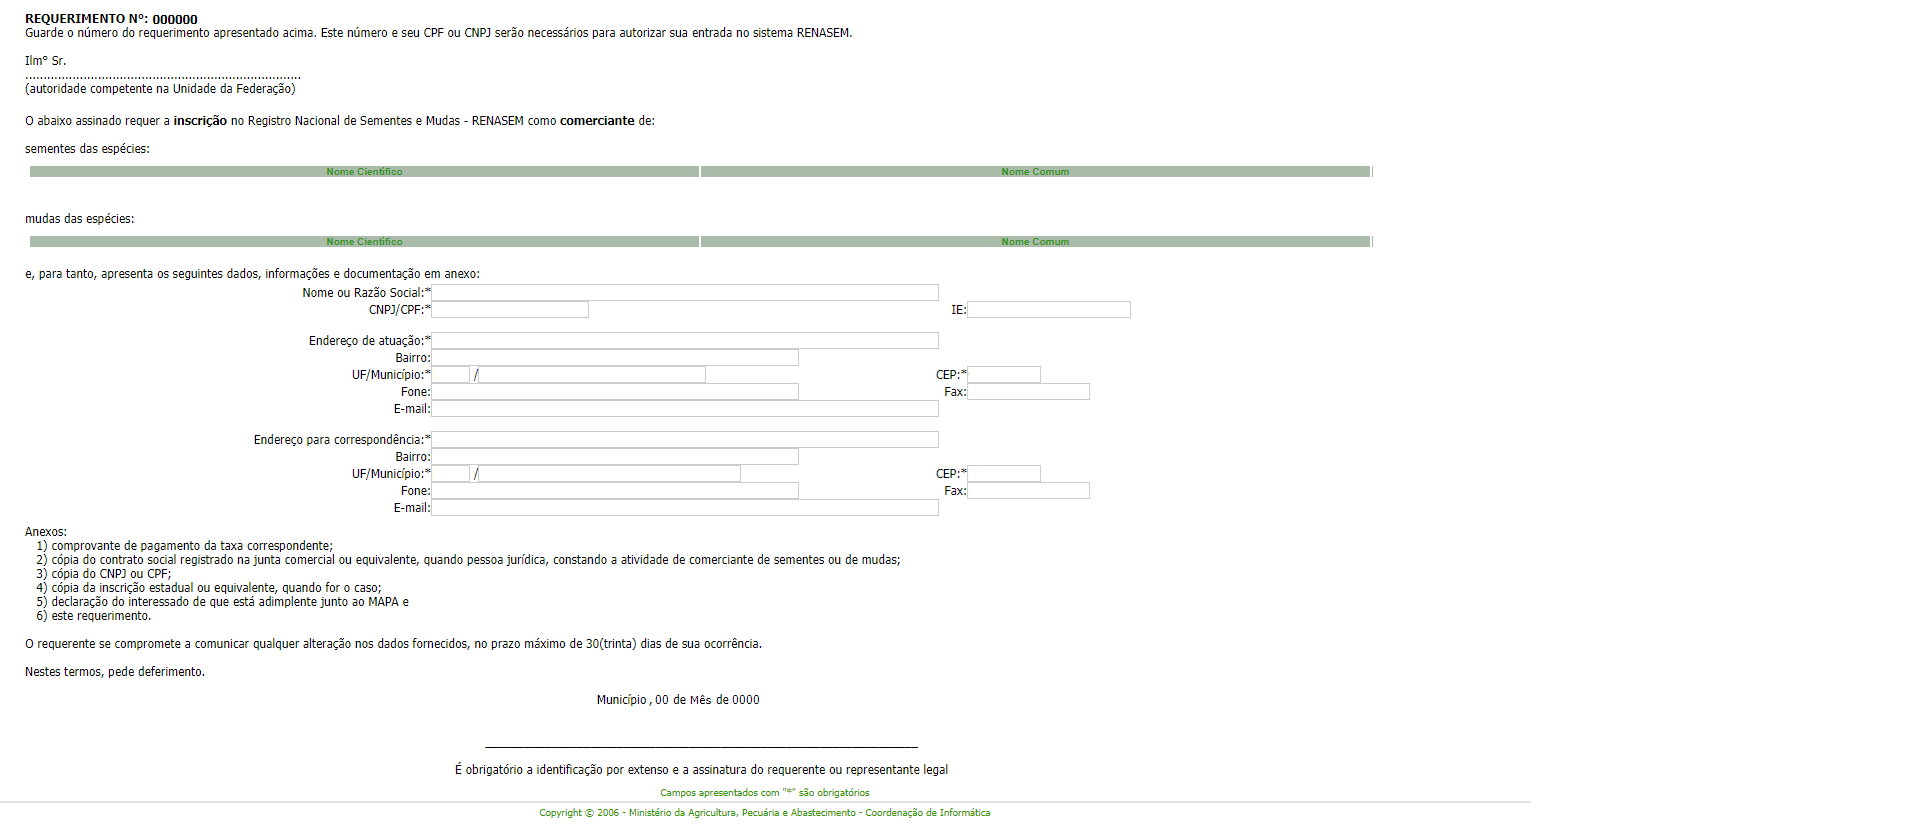 REQUERIMENTO Nº: 000000
Guarde o número do requerimento apresentado acima. Este número e seu CPF ou CNPJ serão necessários para autorizar sua entrada no sistema RENASEM.
Ilmº Sr.
............................................................................
(autoridade competente na Unidade da Federação)
O abaixo assinado requer a inscrição no Registro Nacional de Sementes e Mudas - RENASEM como comerciante de:
sementes das espécies:
Nome Científico Nome Comum
mudas das espécies:
Nome Científico Nome Comum
e, para tanto, apresenta os seguintes dados, informações e documentação em anexo:
Nome ou Razão Social:*
CNPJ/CPF:* IE:
Endereço de atuação:*
Bairro:
UF/Município:* / CEP:*
Fone: Fax:
E-mail:
Endereço para correspondência:*
Bairro:
UF/Município:* / CEP:*
Fone: Fax:
E-mail:
Anexos:
1) comprovante de pagamento da taxa correspondente;
2) cópia do contrato social registrado na junta comercial ou equivalente, quando pessoa jurídica, constando a atividade de comerciante de sementes ou de mudas;
3) cópia do CNPJ ou CPF;
4) cópia da inscrição estadual ou equivalente, quando for o caso;
5) declaração do interessado de que está adimplente junto ao MAPA e
6) este requerimento.
O requerente se compromete a comunicar qualquer alteração nos dados fornecidos, no prazo máximo de 30(trinta) dias de sua ocorrência.
Nestes termos, pede deferimento.
Município , 00 de Mês de 0000
__________________________________________________________________
É obrigatório a identificação por extenso e a assinatura do requerente ou representante legal
Campos apresentados com "*" são obrigatórios
Copyright © 2006 - Ministério da Agricultura, Pecuária e Abastecimento - Coordenação de Informática